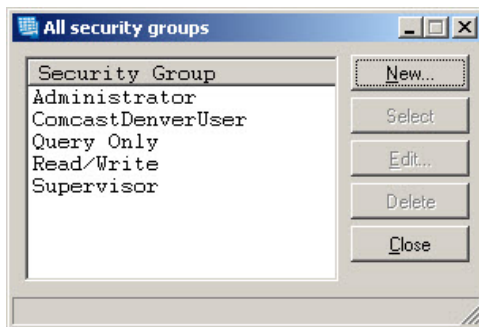 All security groups
Security Group
Administrator
ComcastDenverUser
Query Only
Read/Write
Supervisor
New...
Select
Edit...
Delete
Close